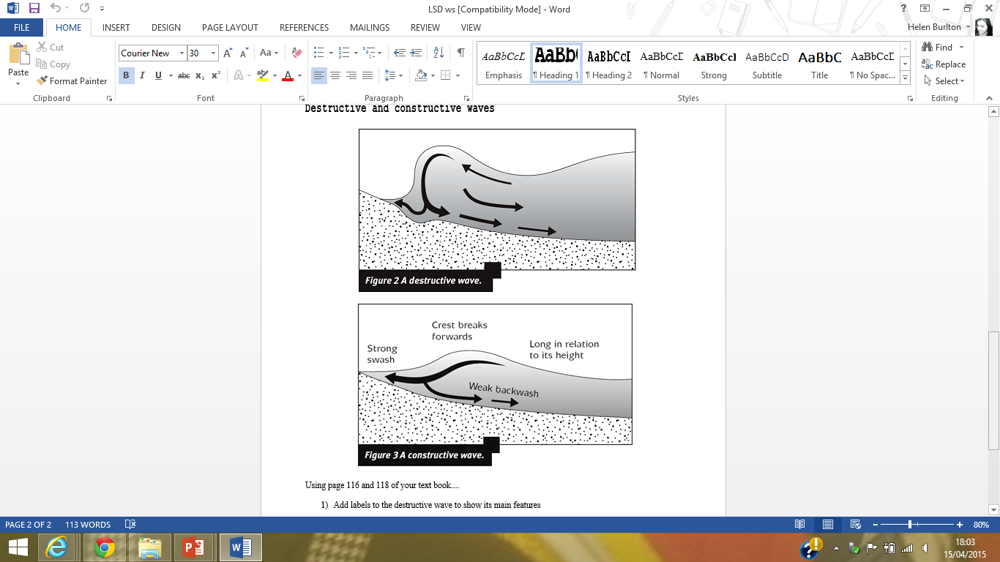 LSD ws [Compatibility Mode] - Word
?
FILE HOME INSERT DESIGN PAGE LAYOUT REFERENCES MAILINGS REVIEW VIEW
Helen Burlton
Paste
Cut
Copy
Format Painter
Clipboard
Courier New 30
Aa
B I U abc x₂ x²
A A
Font
Paragraph
AaBbCcD AaBb( AaBbCcI AaBbCcD AaBbCcI AaBbCcD AaBbC AaBbCcD
Emphasis ¶ Heading 1 ¶ Heading 2 ¶ Normal Strong Subtitle Title ¶ No Spac...
Styles
Find
Replace
Select
Editing
Destructive and constructive waves
Figure 2 A destructive wave.
Crest breaks
forwards
Strong
swash
Long in relation
to its height
Weak backwash
Figure 3 A constructive wave.
Using page 116 and 118 of your text book....
1) Add labels to the destructive wave to show its main features
PAGE 2 OF 2 113 WORDS
80%
18:03
15/04/2015